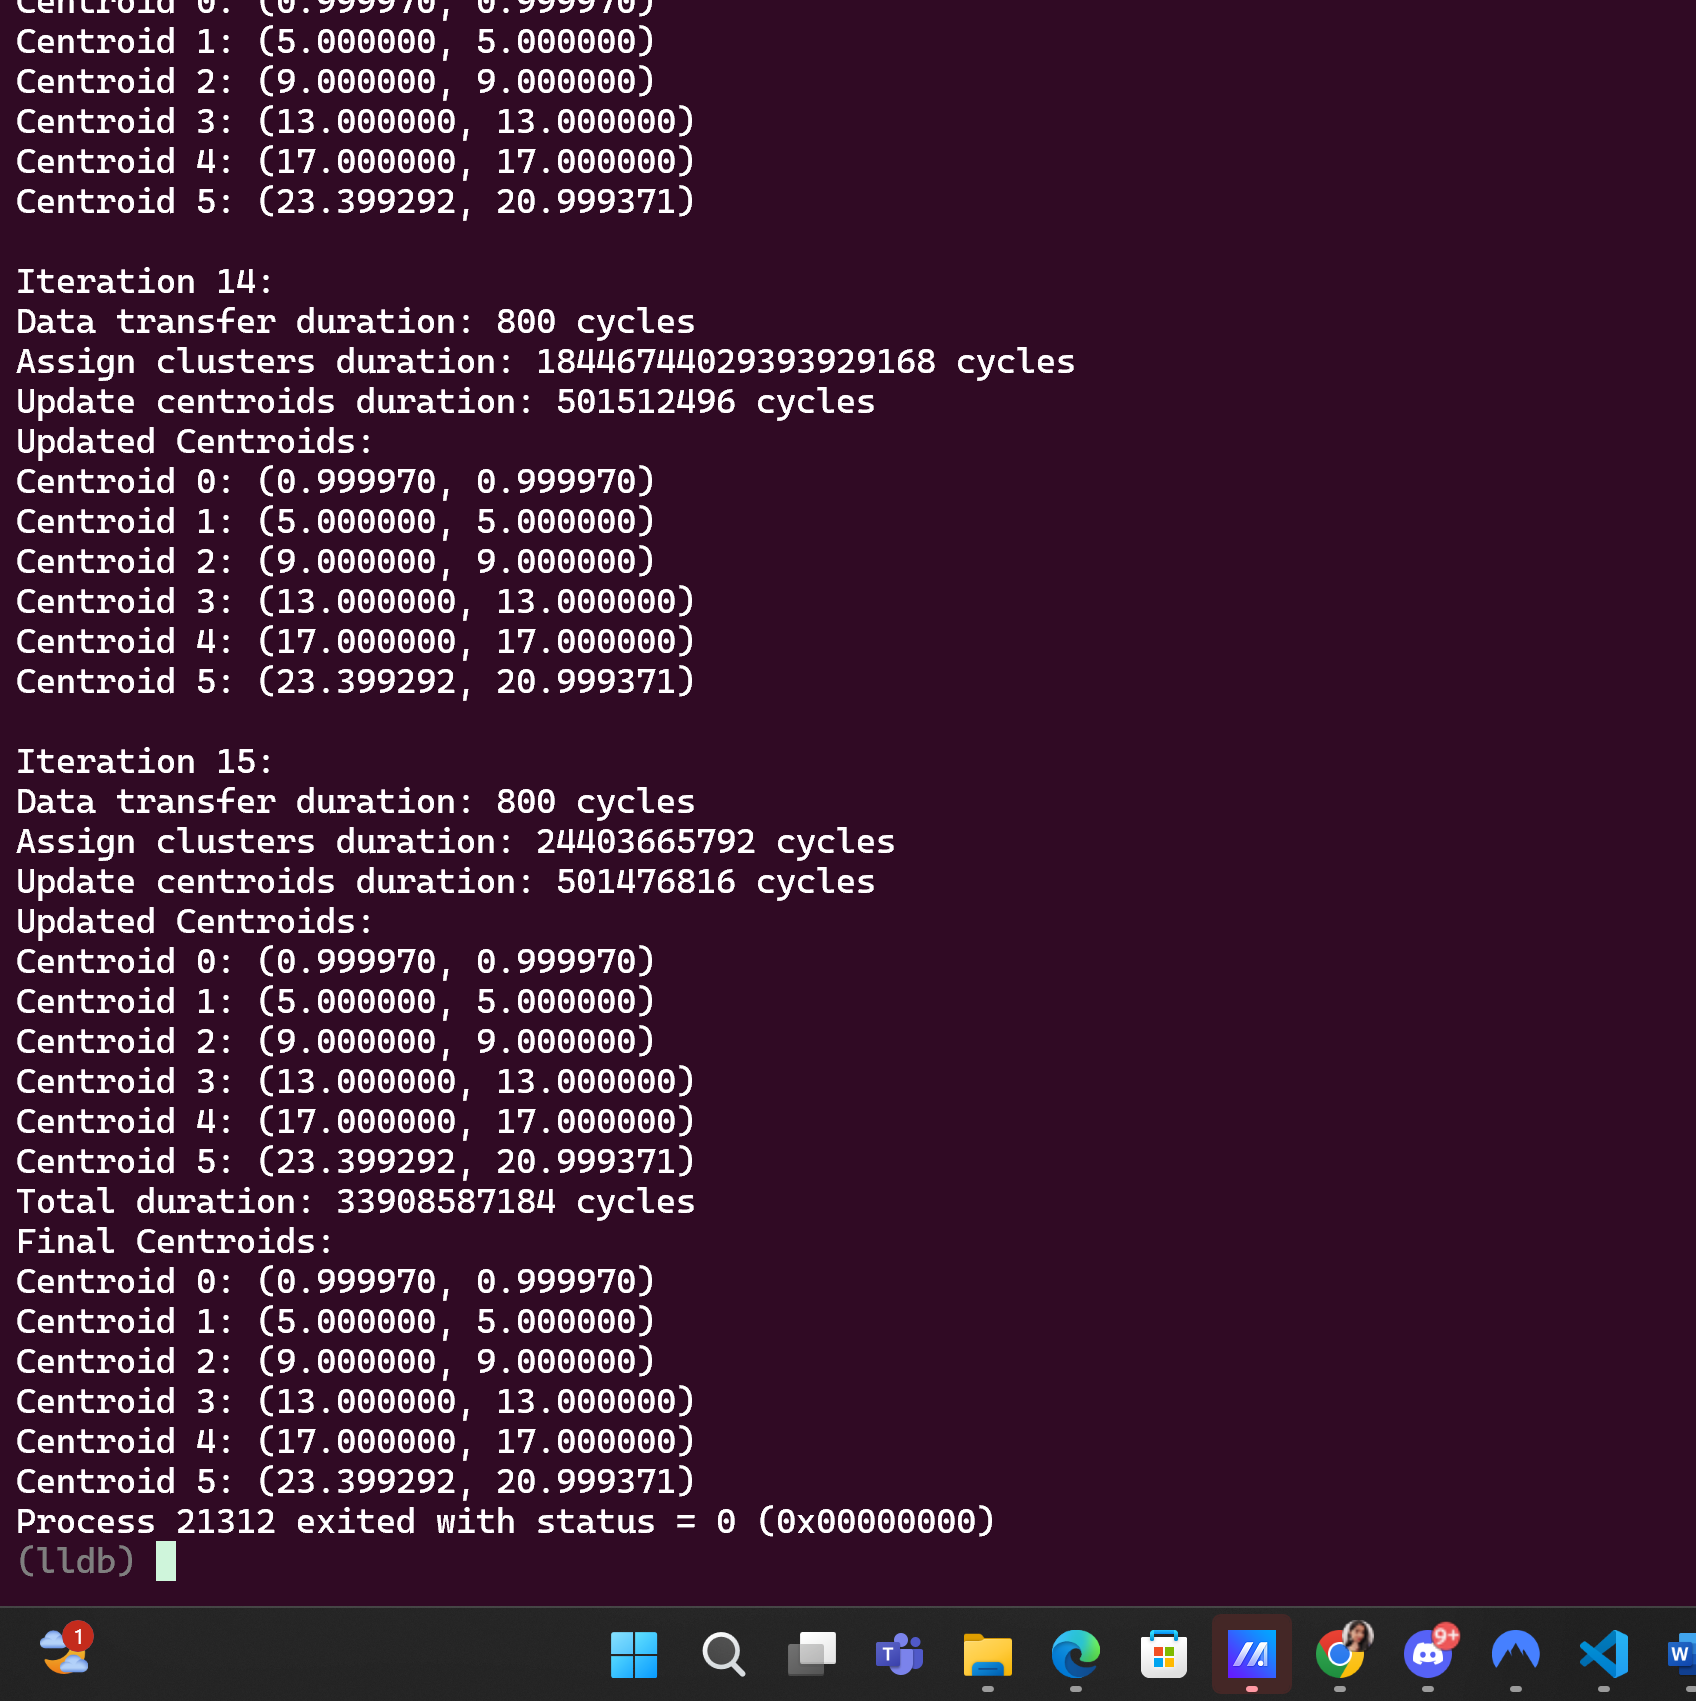 Centroid 0: (0.999970, 0.999970)
Centroid 1: (5.000000, 5.000000)
Centroid 2: (9.000000, 9.000000)
Centroid 3: (13.000000, 13.000000)
Centroid 4: (17.000000, 17.000000)
Centroid 5: (23.399292, 20.999371)
Iteration 14:
Data transfer duration: 800 cycles
Assign clusters duration: 18446744029393929168 cycles
Update centroids duration: 501512496 cycles
Updated Centroids:
Centroid 0: (0.999970, 0.999970)
Centroid 1: (5.000000, 5.000000)
Centroid 2: (9.000000, 9.000000)
Centroid 3: (13.000000, 13.000000)
Centroid 4: (17.000000, 17.000000)
Centroid 5: (23.399292, 20.999371)
Iteration 15:
Data transfer duration: 800 cycles
Assign clusters duration: 24403665792 cycles
Update centroids duration: 501476816 cycles
Updated Centroids:
Centroid 0: (0.999970, 0.999970)
Centroid 1: (5.000000, 5.000000)
Centroid 2: (9.000000, 9.000000)
Centroid 3: (13.000000, 13.000000)
Centroid 4: (17.000000, 17.000000)
Centroid 5: (23.399292, 20.999371)
Total duration: 33908587184 cycles
Final Centroids:
Centroid 0: (0.999970, 0.999970)
Centroid 1: (5.000000, 5.000000)
Centroid 2: (9.000000, 9.000000)
Centroid 3: (13.000000, 13.000000)
Centroid 4: (17.000000, 17.000000)
Centroid 5: (23.399292, 20.999371)
Process 21312 exited with status = 0 (0x00000000)
(lldb)
1 T 9+ W